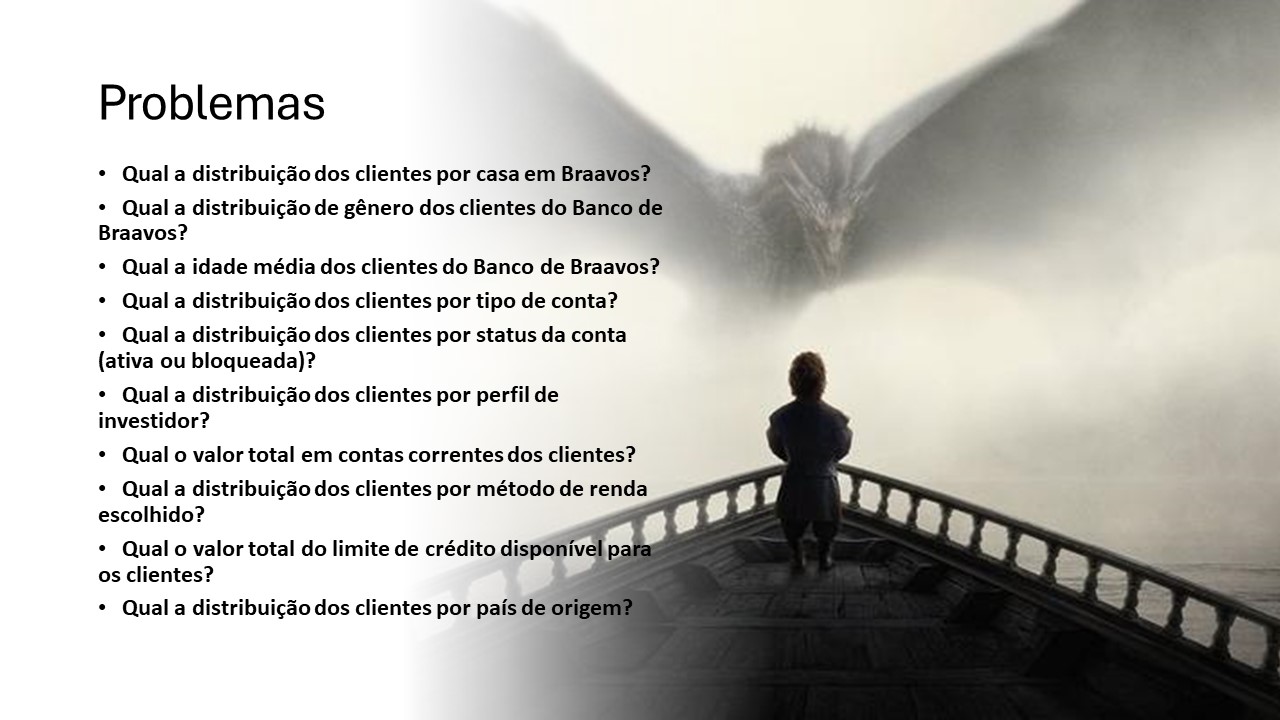 Problemas
• Qual a distribuição dos clientes por casa em Braavos?
• Qual a distribuição de gênero dos clientes do Banco de
Braavos?
• Qual a idade média dos clientes do Banco de Braavos?
• Qual a distribuição dos clientes por tipo de conta?
• Qual a distribuição dos clientes por status da conta
(ativa ou bloqueada)?
• Qual a distribuição dos clientes por perfil de
investidor?
• Qual o valor total em contas correntes dos clientes?
• Qual a distribuição dos clientes por método de renda
escolhido?
• Qual o valor total do limite de crédito disponível para
os clientes?
• Qual a distribuição dos clientes por país de origem?